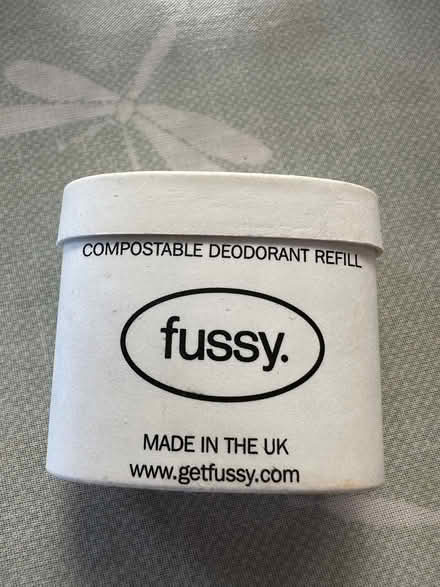 COMPOSTABLE DEODORANT REFILL
fussy.
MADE IN THE UK
www.getfussy.com